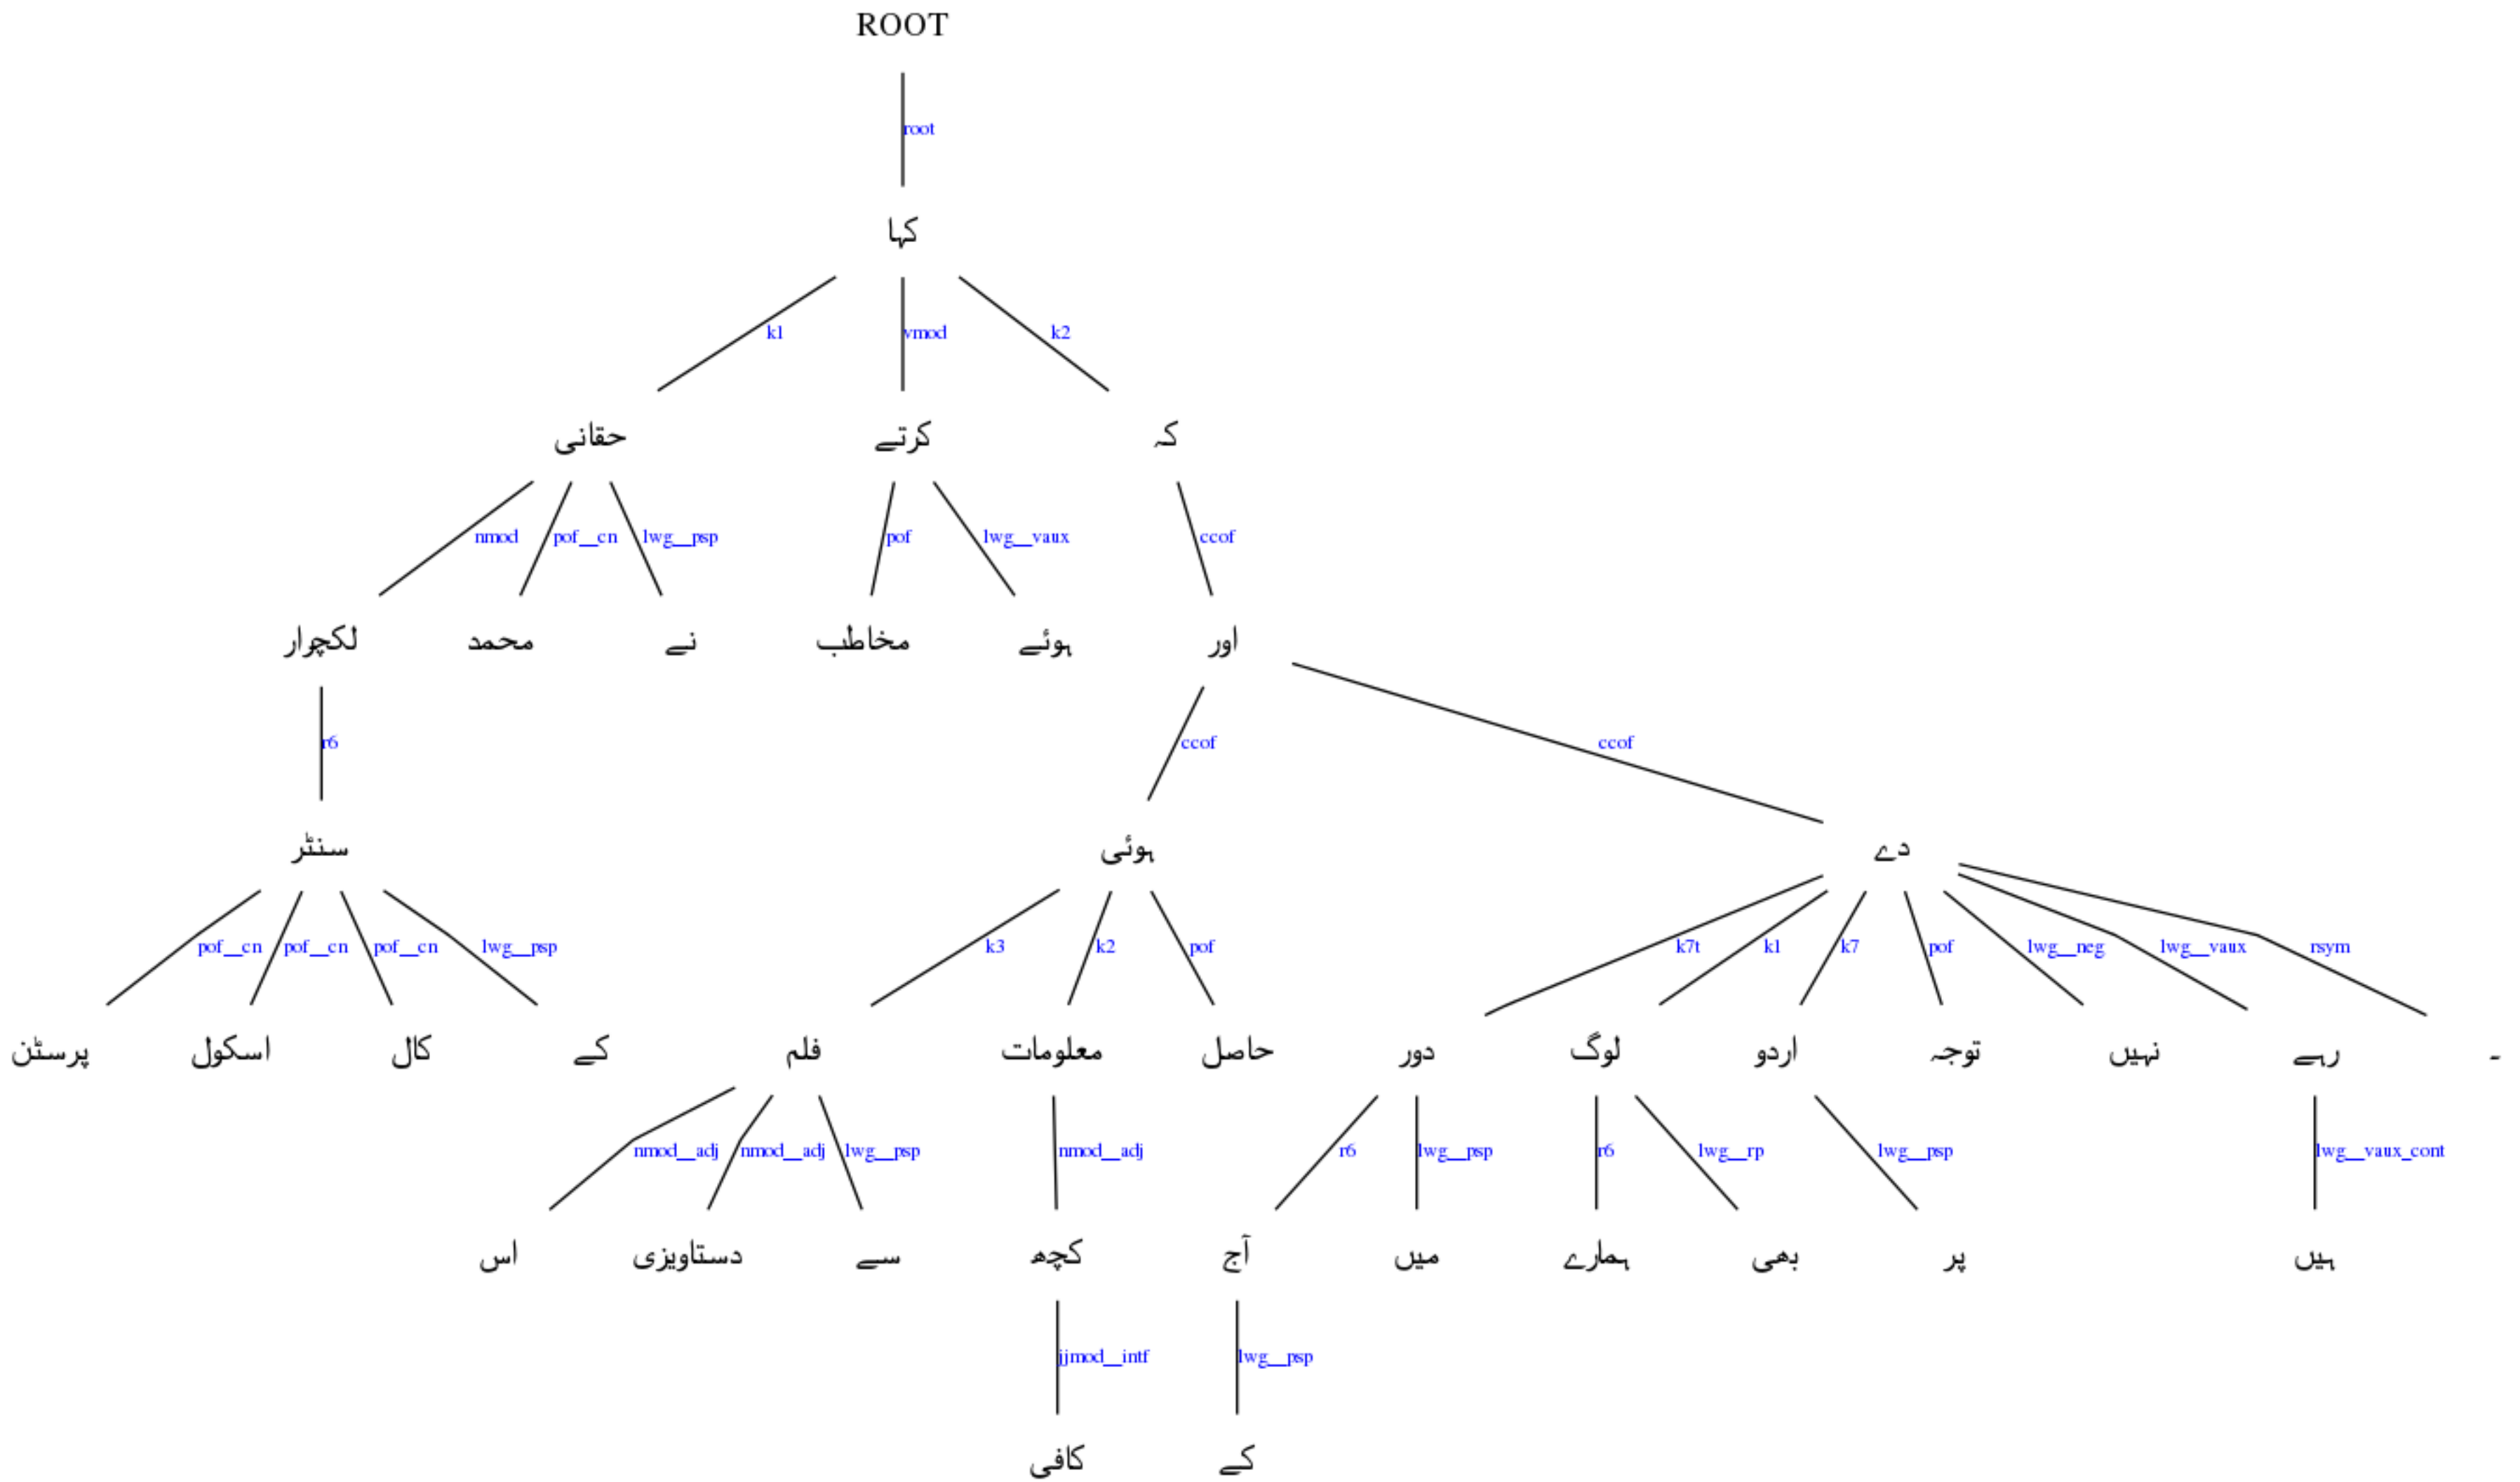 ROOT
root
کہا
k1 vmod k2
حقانی کرتے کہ
nmod pof__cn lwg__psp pof lwg__vaux ccof
لکچرار محمد نے مخاطب ہوئے اور
r6 ccof ccof
سنٹر ہوئی دے
pof__cn pof__cn pof__cn lwg__psp k3 k2 pof k7t k1 k7 pof lwg__neg lwg__vaux rsym
پرسٹن اسکول کال کے فلم معلومات حاصل دور لوگ اردو توجہ نہیں رہے ۔
nmod__adj nmod__adj lwg__psp nmod__adj r6 lwg__psp r6 lwg__rp lwg__psp lwg__vaux_cont
اس دستاویزی سے کچھ آج میں ہمارے بھی پر ہیں
jjmod__intf lwg__psp
کافی کے